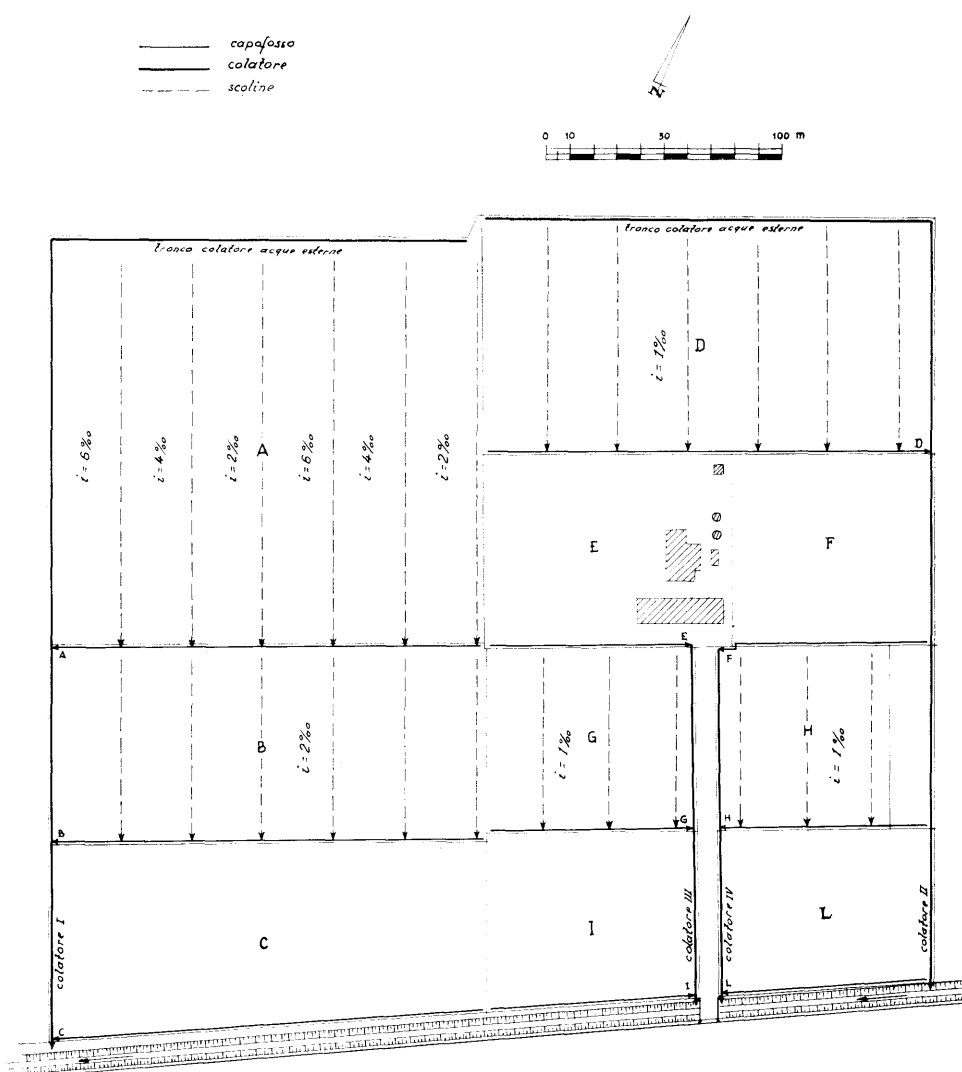 capofosso
colatore
scoline
N
0 10 50 100 m
tronco colatore acque esterne
tronco colatore acque esterne
D
i = 1‰
D
A
i = 6‰
i = 4‰
i = 2‰
i = 6‰
i = 4‰
i = 2‰
E
F
E
A
F
B
i = 2‰
G
i = 1‰
H
i = 1‰
G
H
B
C
I
L
colatore I
colatore III
colatore IV
colatore II
I
L
C